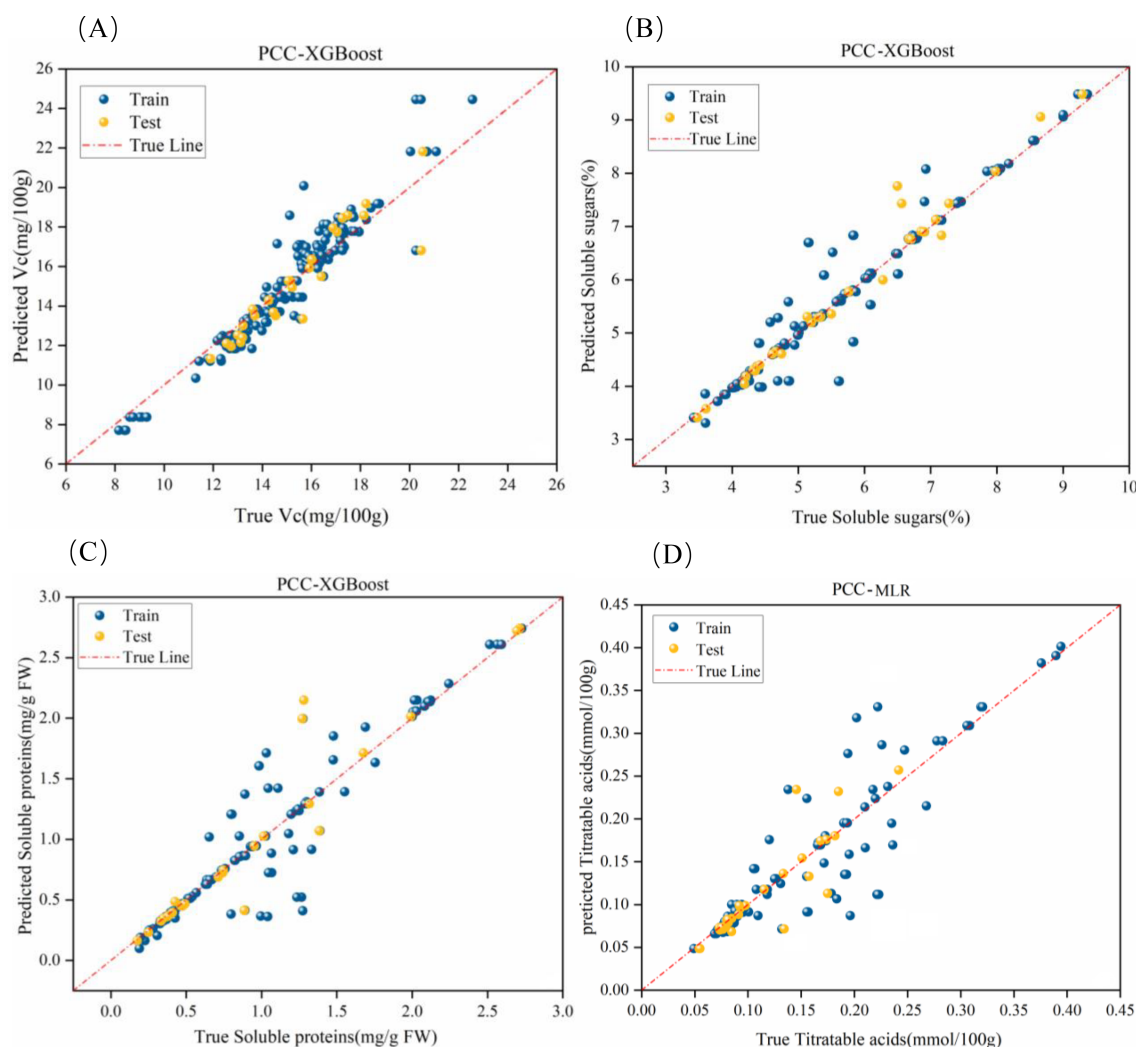 (A)
PCC-XGBoost
26
24
22
20
18
16
14
12
10
8
6
Predicted Vc(mg/100g)
Train
Test
True Line
6 8 10 12 14 16 18 20 22 24 26
True Vc(mg/100g)
(B)
PCC-XGBoost
10
9
8
7
6
5
4
3
Predicted Soluble sugars(%)
Train
Test
True Line
3 4 5 6 7 8 9 10
True Soluble sugars(%)
(C)
PCC-XGBoost
3.0
2.5
2.0
1.5
1.0
0.5
0.0
Predicted Soluble proteins(mg/g FW)
Train
Test
True Line
0.0 0.5 1.0 1.5 2.0 2.5 3.0
True Soluble proteins(mg/g FW)
(D)
PCC-MLR
0.45
0.40
0.35
0.30
0.25
0.20
0.15
0.10
0.05
0.00
preticted Titratable acids(mmol/100g)
Train
Test
True Line
0.00 0.05 0.10 0.15 0.20 0.25 0.30 0.35 0.40 0.45
True Titratable acids(mmol/100g)